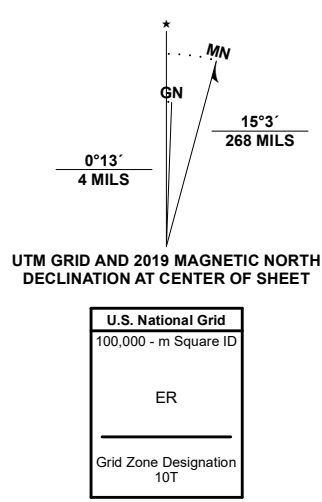 ★
MN
GN
15°3´
268 MILS
0°13´
4 MILS
UTM GRID AND 2019 MAGNETIC NORTH
DECLINATION AT CENTER OF SHEET
U.S. National Grid
100,000 - m Square ID
ER
Grid Zone Designation
10T